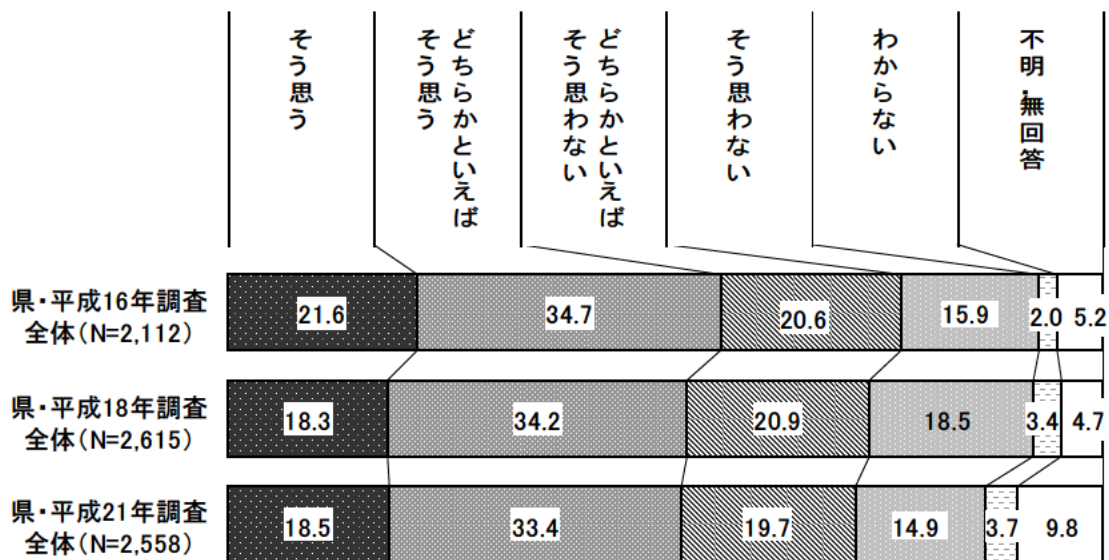 そう思う
どちらかといえば
そう思う
どちらかといえば
そう思わない
そう思わない
わからない
不明・無回答
県・平成16年調査
全体(N=2,112)
21.6
34.7
20.6
15.9
2.0
5.2
県・平成18年調査
全体(N=2,615)
18.3
34.2
20.9
18.5
3.4
4.7
県・平成21年調査
全体(N=2,558)
18.5
33.4
19.7
14.9
3.7
9.8